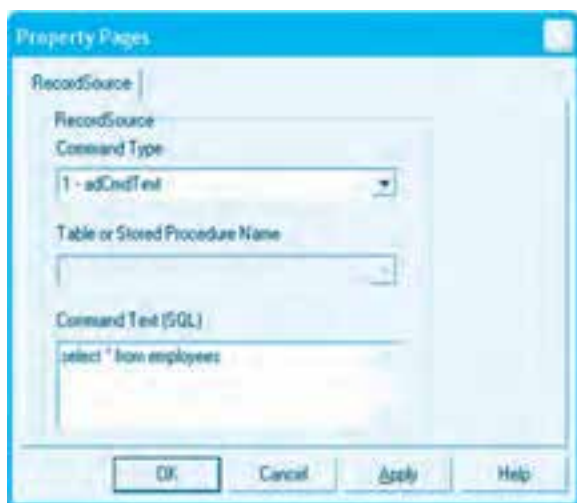 Property Pages
RecordSource
RecordSource
Command Type
1 - adCmdText
Table or Stored Procedure Name
Command Text (SQL)
select * from employees
OK Cancel Apply Help